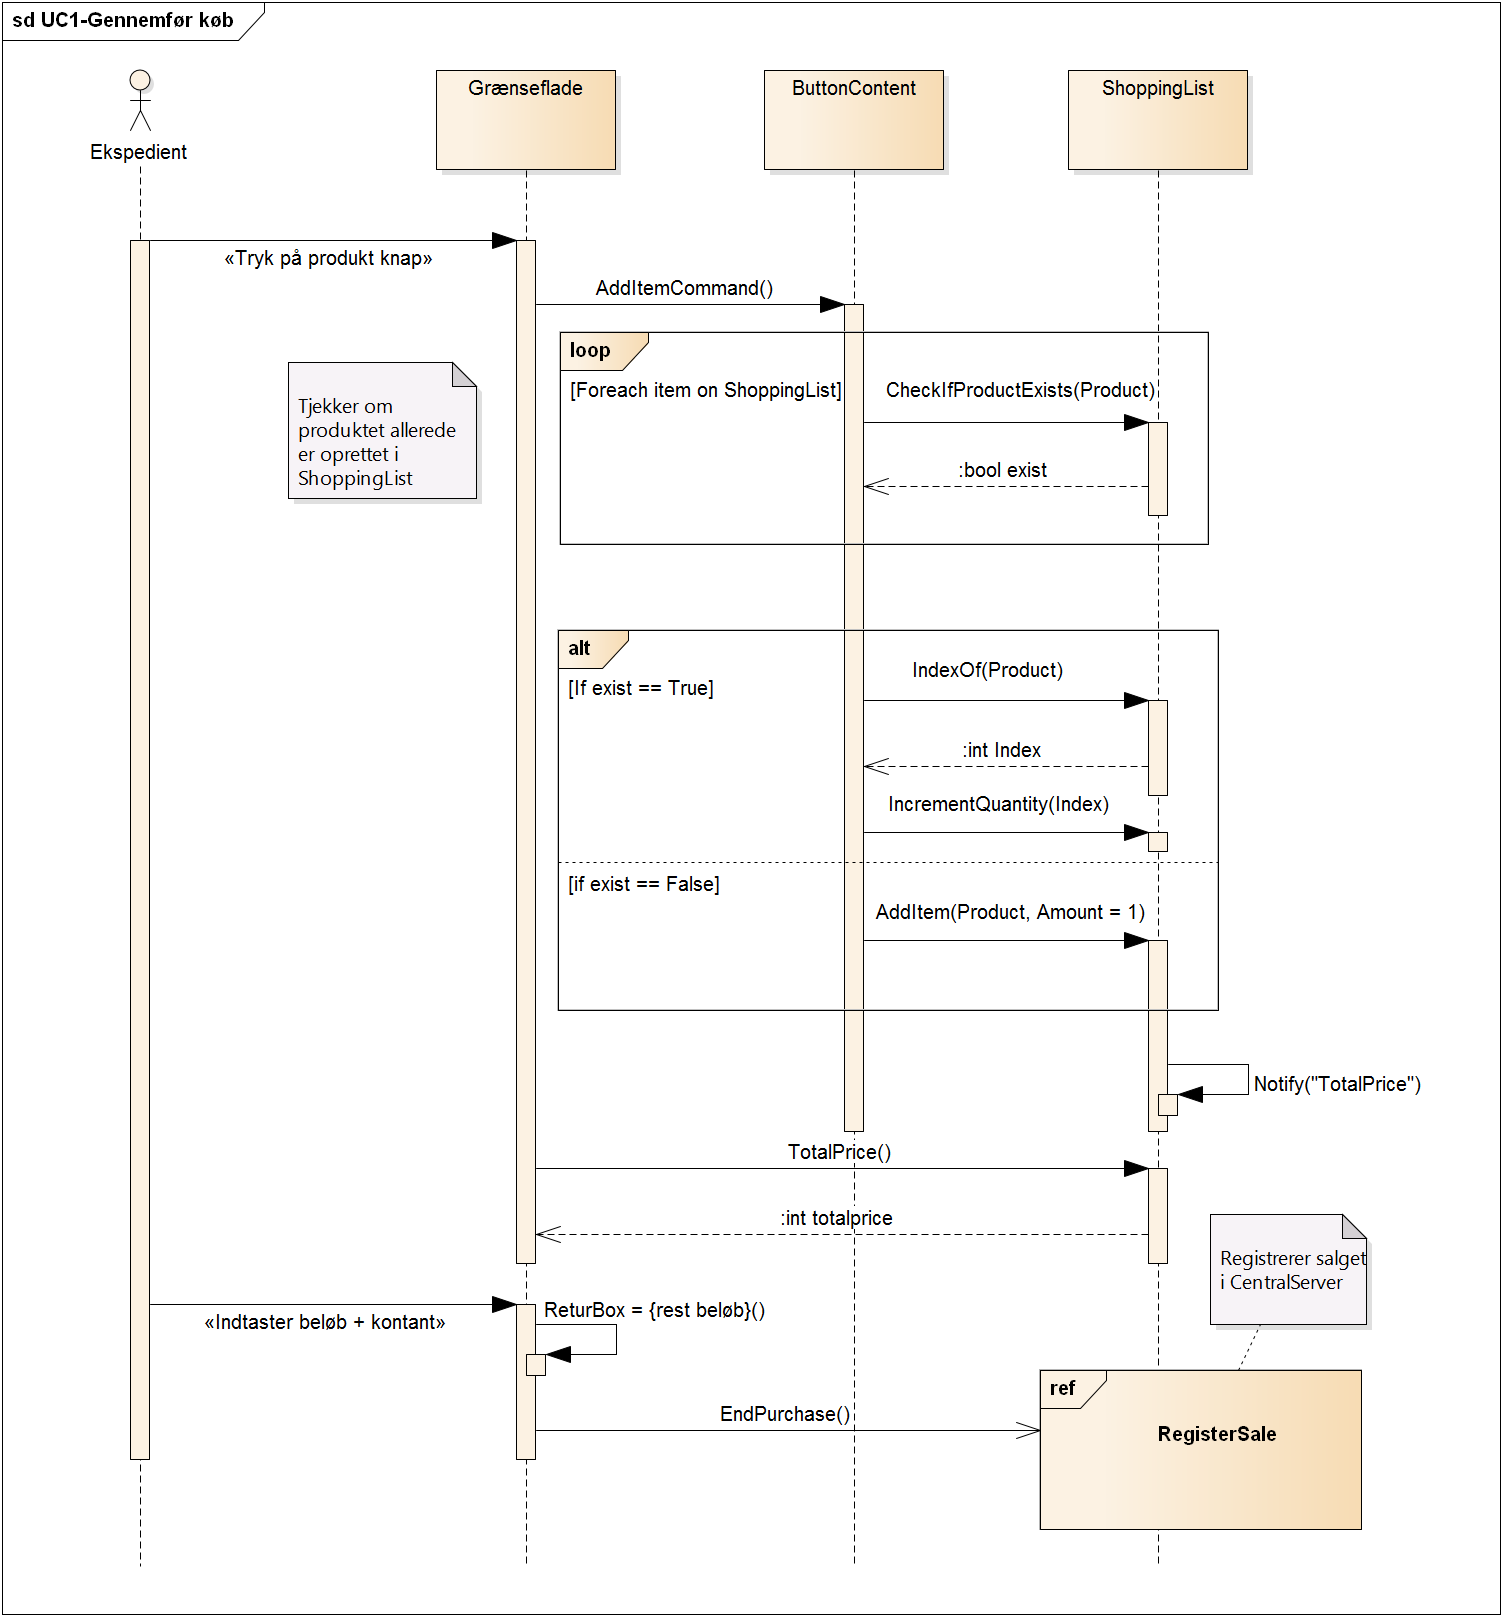 sd UC1-Gennemfør køb
Ekspedient
Grænseflade
ButtonContent
ShoppingList
«Tryk på produkt knap»
AddItemCommand()
loop
[Foreach item on ShoppingList]
CheckIfProductExists(Product)
Tjekker om
produktet allerede
er oprettet i
ShoppingList
:bool exist
alt
[If exist == True]
IndexOf(Product)
:int Index
IncrementQuantity(Index)
[if exist == False]
AddItem(Product, Amount = 1)
Notify("TotalPrice")
TotalPrice()
:int totalprice
Registrerer salget
i CentralServer
«Indtaster beløb + kontant»
ReturBox = {rest beløb}()
EndPurchase()
ref
RegisterSale